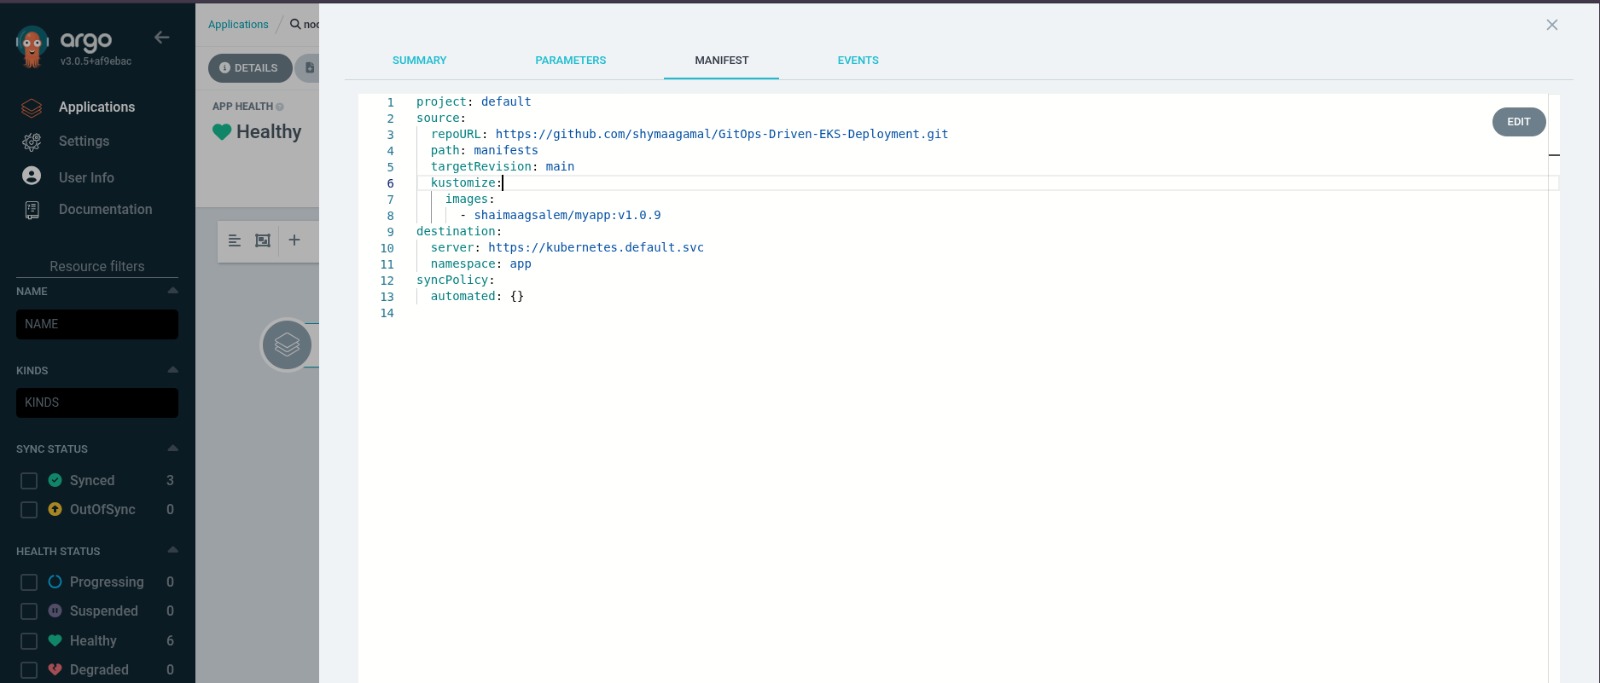 argo
v3.0.5+af9ebac
Applications
Settings
User Info
Documentation
Resource filters
NAME
NAME
KINDS
KINDS
SYNC STATUS
Synced 3
OutOfSync 0
HEALTH STATUS
Progressing 0
Suspended 0
Healthy 6
Degraded 0
Applications / noc
DETAILS
APP HEALTH
Healthy
SUMMARY PARAMETERS MANIFEST EVENTS
EDIT
1 project: default
2 source:
3 repoURL: https://github.com/shymaagamal/GitOps-Driven-EKS-Deployment.git
4 path: manifests
5 targetRevision: main
6 kustomize:
7 images:
8 - shaimaagsalem/myapp:v1.0.9
9 destination:
10 server: https://kubernetes.default.svc
11 namespace: app
12 syncPolicy:
13 automated: {}
14